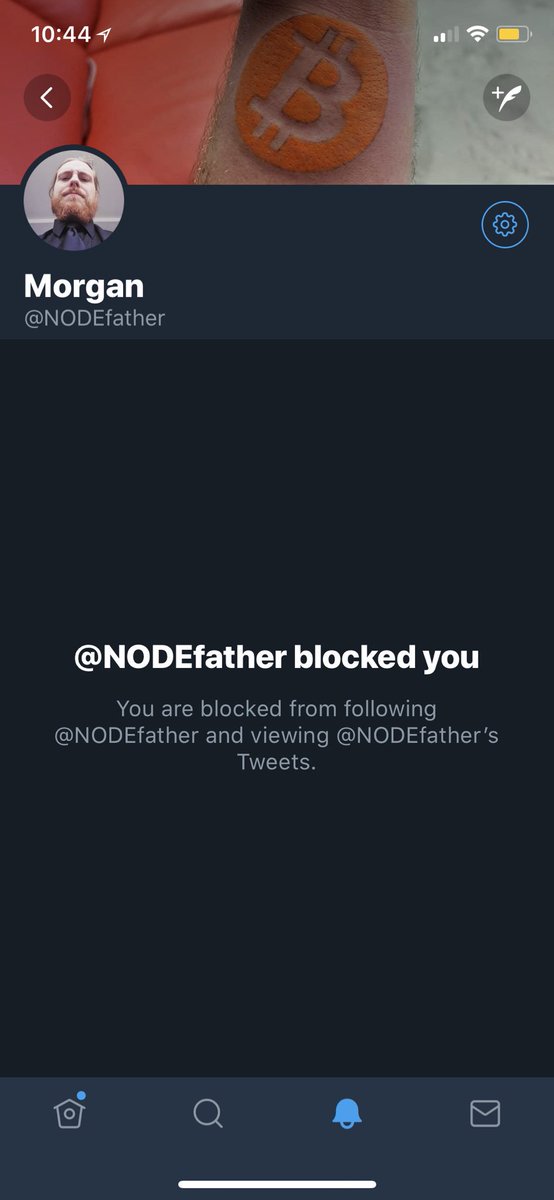 10:44
Morgan
@NODEfather
@NODEfather blocked you
You are blocked from following
@NODEfather and viewing @NODEfather’s
Tweets.